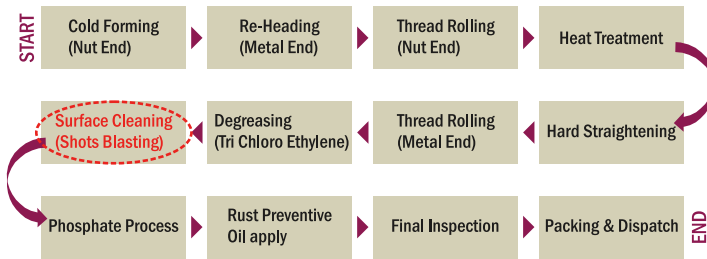 START
Cold Forming
(Nut End)
Re-Heading
(Metal End)
Thread Rolling
(Nut End)
Heat Treatment
Hard Straightening
Thread Rolling
(Metal End)
Degreasing
(Tri Chloro Ethylene)
Surface Cleaning
(Shots Blasting)
Phosphate Process
Rust Preventive
Oil apply
Final Inspection
Packing & Dispatch
END